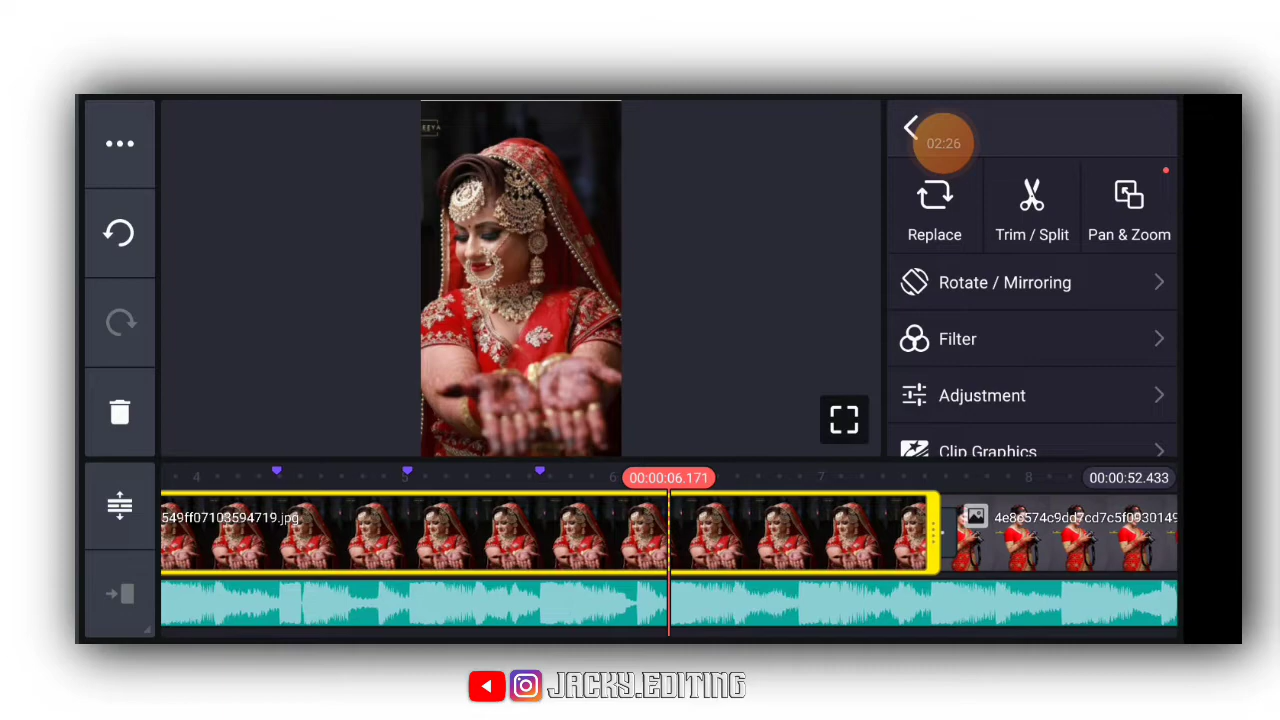 02:26
Replace
Trim / Split
Pan & Zoom
Rotate / Mirroring
Filter
Adjustment
Clip Graphics
4
5
6
00:00:06.171
7
8
00:00:52.433
549ff07103594719.jpg
4e8c574c9dd7cd7c5f0930149
JACKY.EDITING